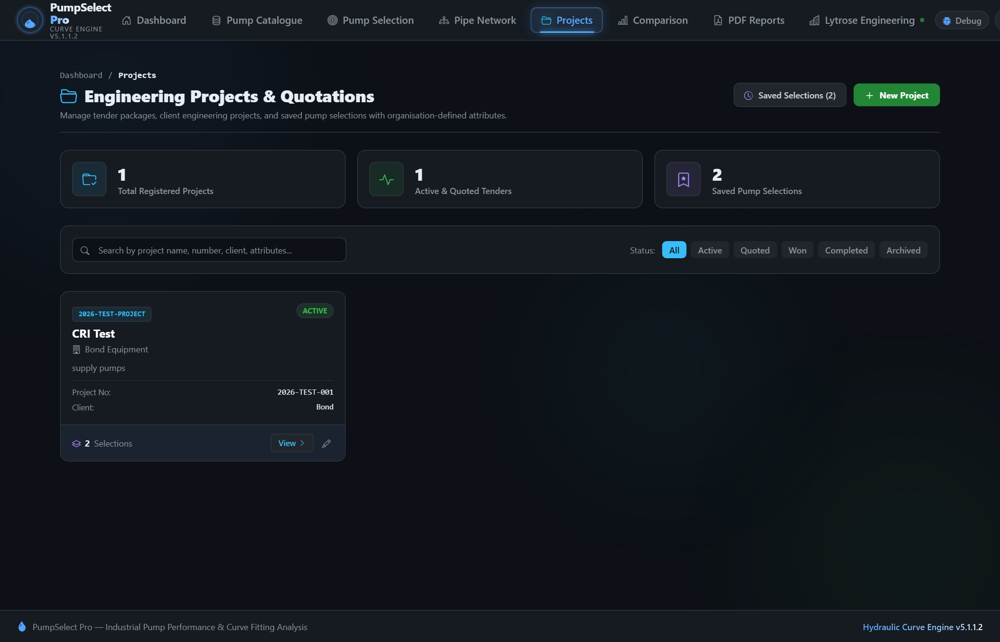 PumpSelect
Pro
CURVE ENGINE
V5.1.1.2
Dashboard
Pump Catalogue
Pump Selection
Pipe Network
Projects
Comparison
PDF Reports
Lytrose Engineering
Debug
Dashboard / Projects
Engineering Projects & Quotations
Manage tender packages, client engineering projects, and saved pump selections with organisation-defined attributes.
Saved Selections (2)
+ New Project
1
Total Registered Projects
1
Active & Quoted Tenders
2
Saved Pump Selections
Search by project name, number, client, attributes...
Status: All Active Quoted Won Completed Archived
2026-TEST-PROJECT
ACTIVE
CRI Test
Bond Equipment
supply pumps
Project No: 2026-TEST-001
Client: Bond
2 Selections
View
PumpSelect Pro — Industrial Pump Performance & Curve Fitting Analysis
Hydraulic Curve Engine v5.1.1.2